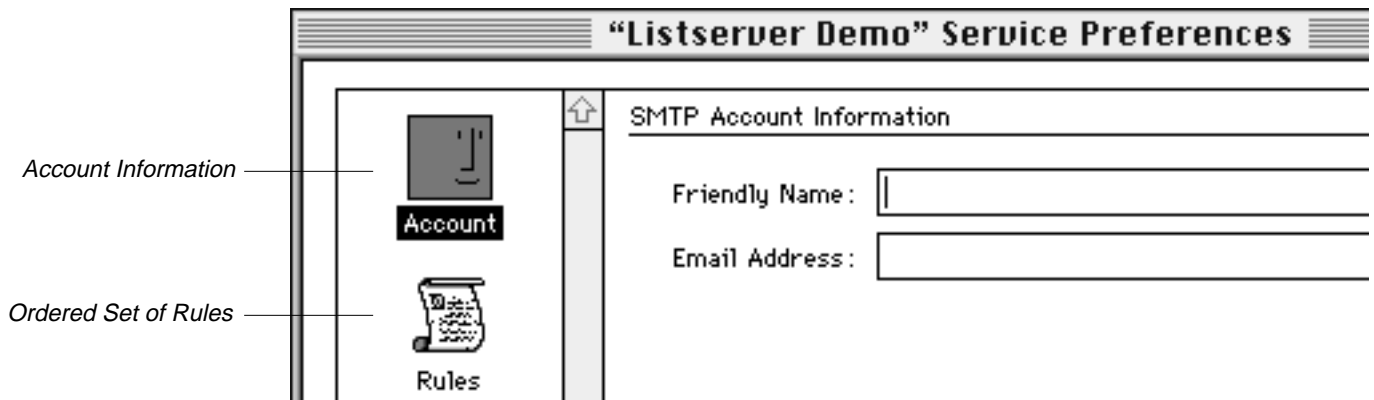 “Listserver Demo” Service Preferences
SMTP Account Information
Account Information
Friendly Name:
Account
Email Address:
Ordered Set of Rules
Rules